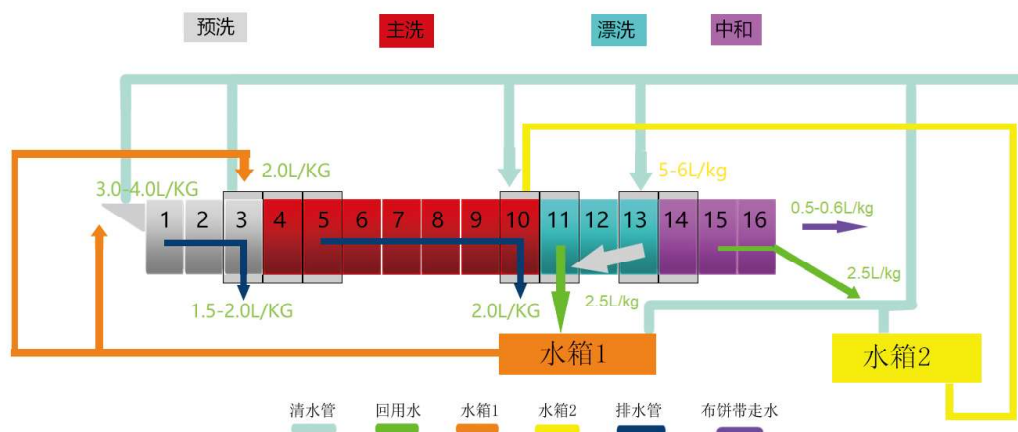 预洗
主洗
漂洗
中和
2.0L/KG
5-6L/kg
3.0-4.0L/KG
1 2 3 4 5 6 7 8 9 10 11 12 13 14 15 16
0.5-0.6L/kg
1.5-2.0L/KG
2.0L/KG
2.5L/kg
2.5L/kg
水箱1
水箱2
清水管 回用水 水箱1 水箱2 排水管 布饼带走水